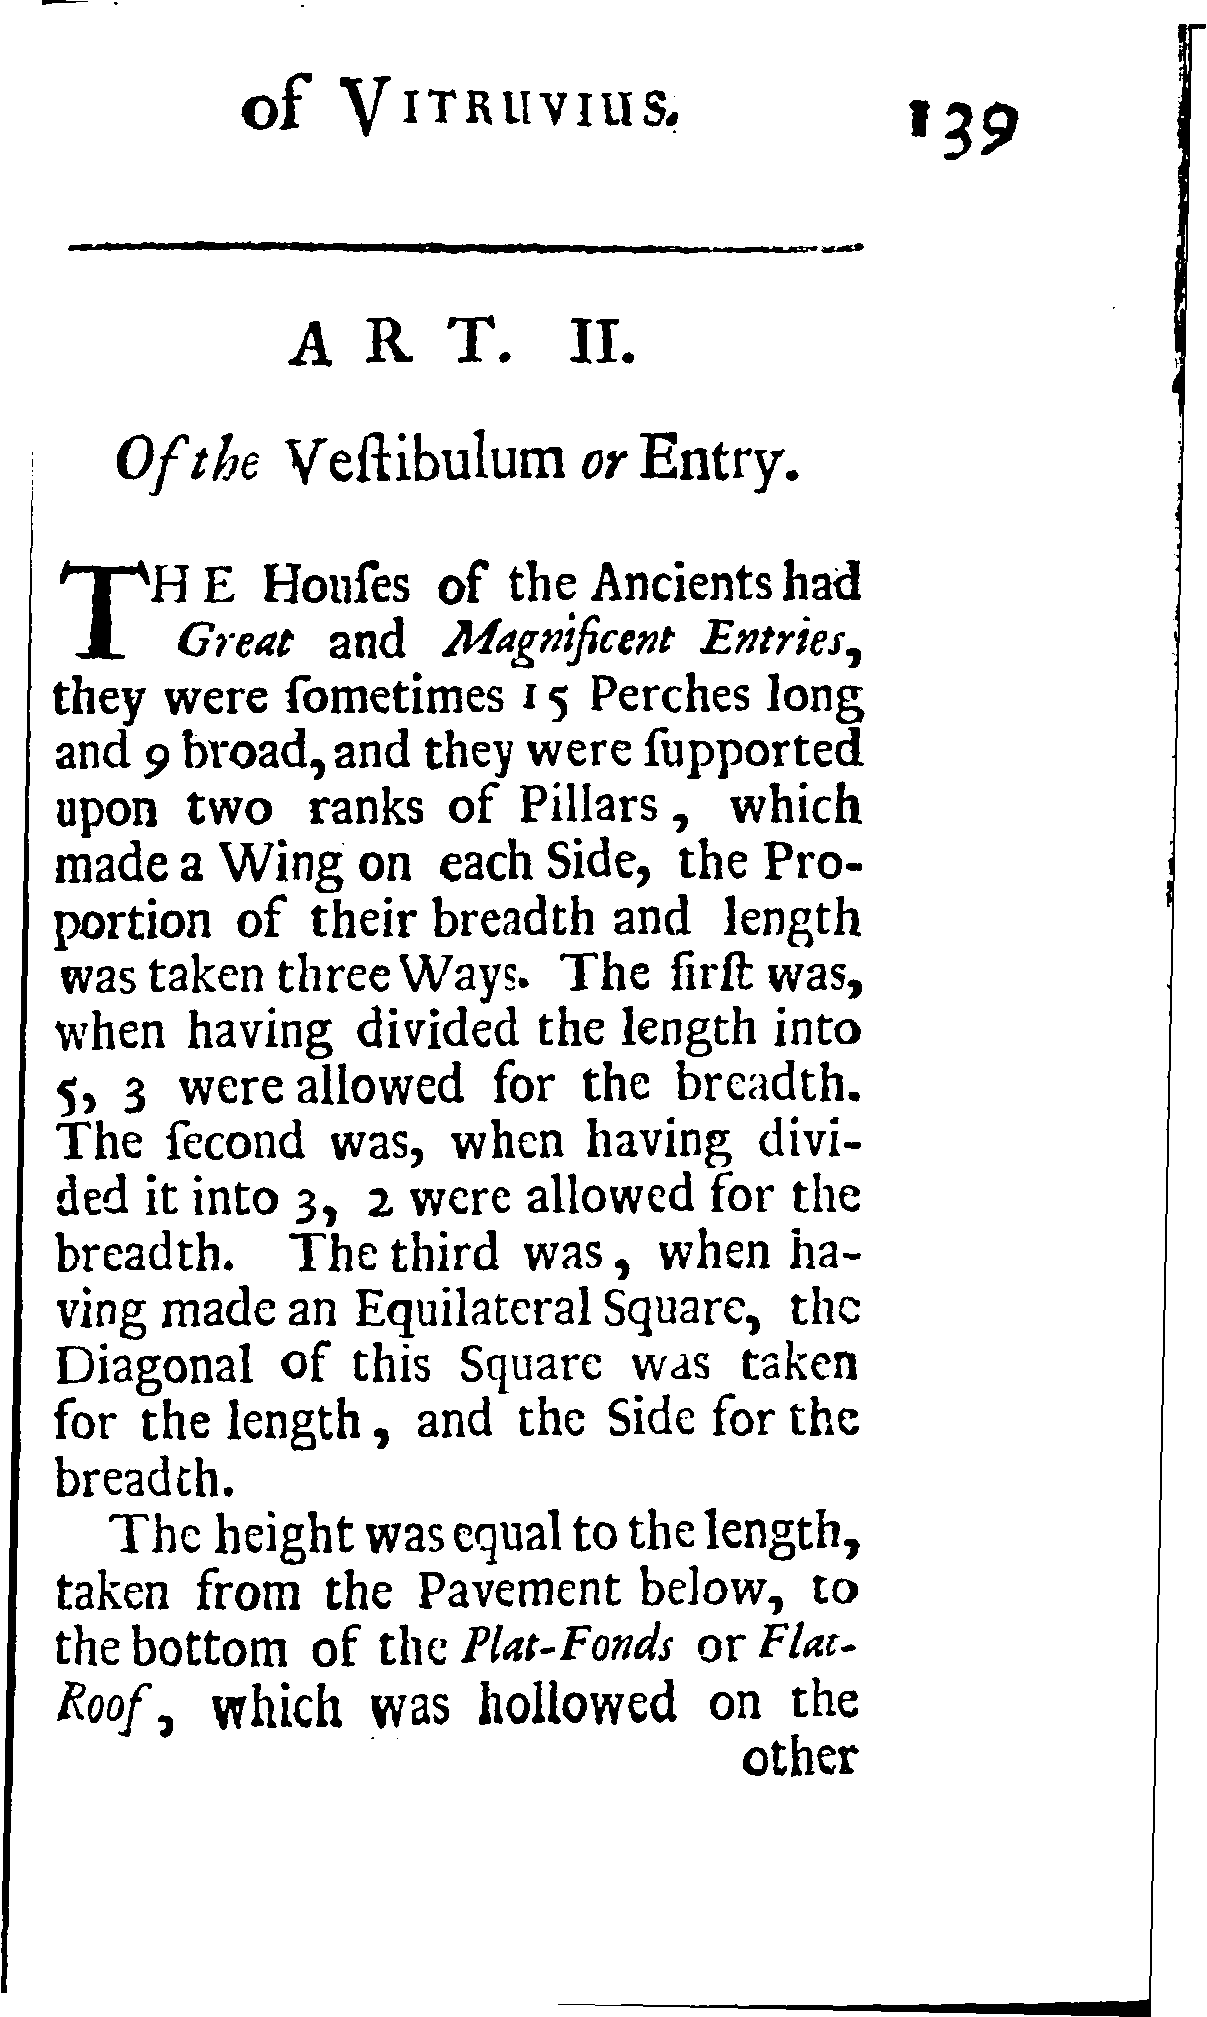 of VITRUVIUS. 139
ART. II.
Of the Veſtibulum or Entry.
THE Houſes of the Ancients had
Great and Magnificent Entries,
they were ſometimes 15 Perches long
and 9 broad, and they were ſupported
upon two ranks of Pillars, which
made a Wing on each Side, the Pro-
portion of their breadth and length
was taken three Ways. The firſt was,
when having divided the length into
5, 3 were allowed for the breadth.
The ſecond was, when having divi-
ded it into 3, 2 were allowed for the
breadth. The third was, when ha-
ving made an Equilateral Square, the
Diagonal of this Square was taken
for the length, and the Side for the
breadth.
The height was equal to the length,
taken from the Pavement below, to
the bottom of the Plat-Fonds or Flat-
Roof, which was hollowed on the
other